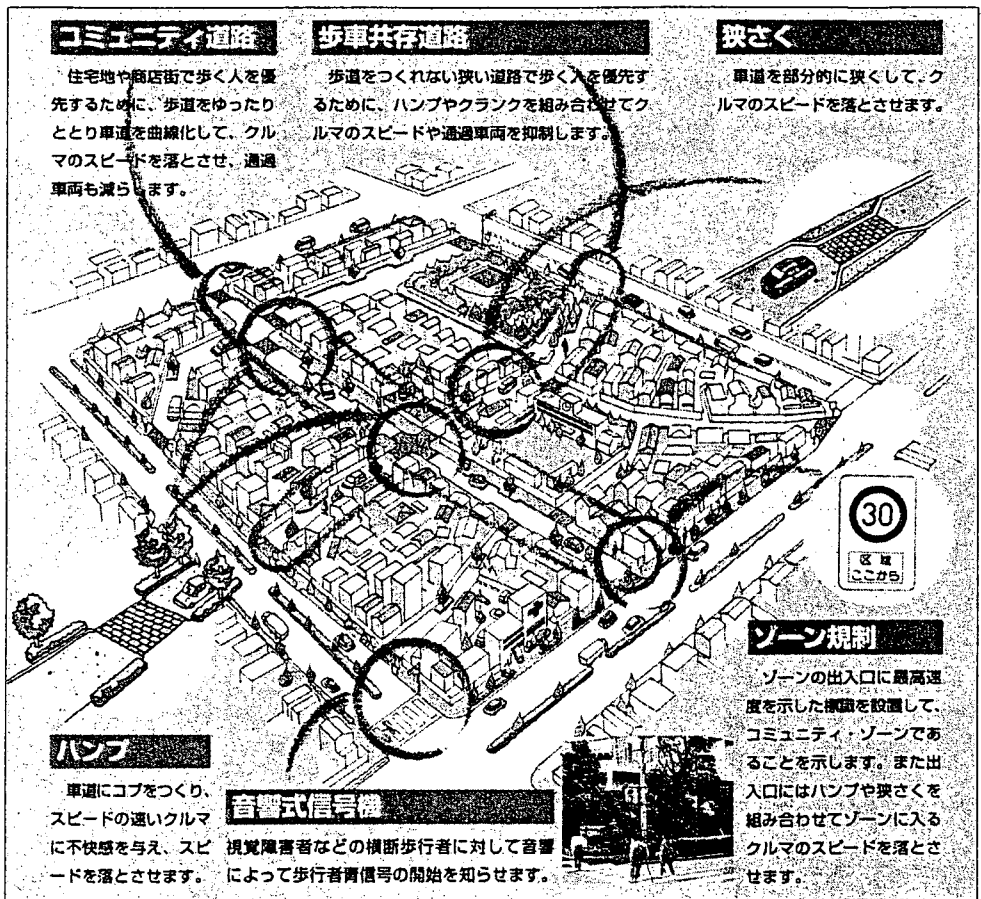 コミュニティ道路
住宅地や商店街で歩く人を優
先するために、歩道をゆったり
ととり車道を曲線化して、クル
マのスピードを落とさせ、通過
車両も減らします。
歩車共存道路
歩道をつくれない狭い道路で歩く人を優先す
るために、ハンプやクランクを組み合わせてク
ルマのスピードや通過車両を抑制します。
狭さく
車道を部分的に狭くして、ク
ルマのスピードを落とさせます。
30
区域
ここから
ゾーン規制
ゾーンの出入口に最高速
度を示した標識を設置して、
コミュニティ・ゾーンであ
ることを示します。また出
入口にはハンプや狭さくを
組み合わせてゾーンに入る
クルマのスピードを落とさ
せます。
ハンプ
車道にコブをつくり、
スピードの速いクルマ
に不快感を与え、スピ
ードを落とさせます。
音響式信号機
視覚障害者などの横断歩行者に対して音響
によって歩行者青信号の開始を知らせます。